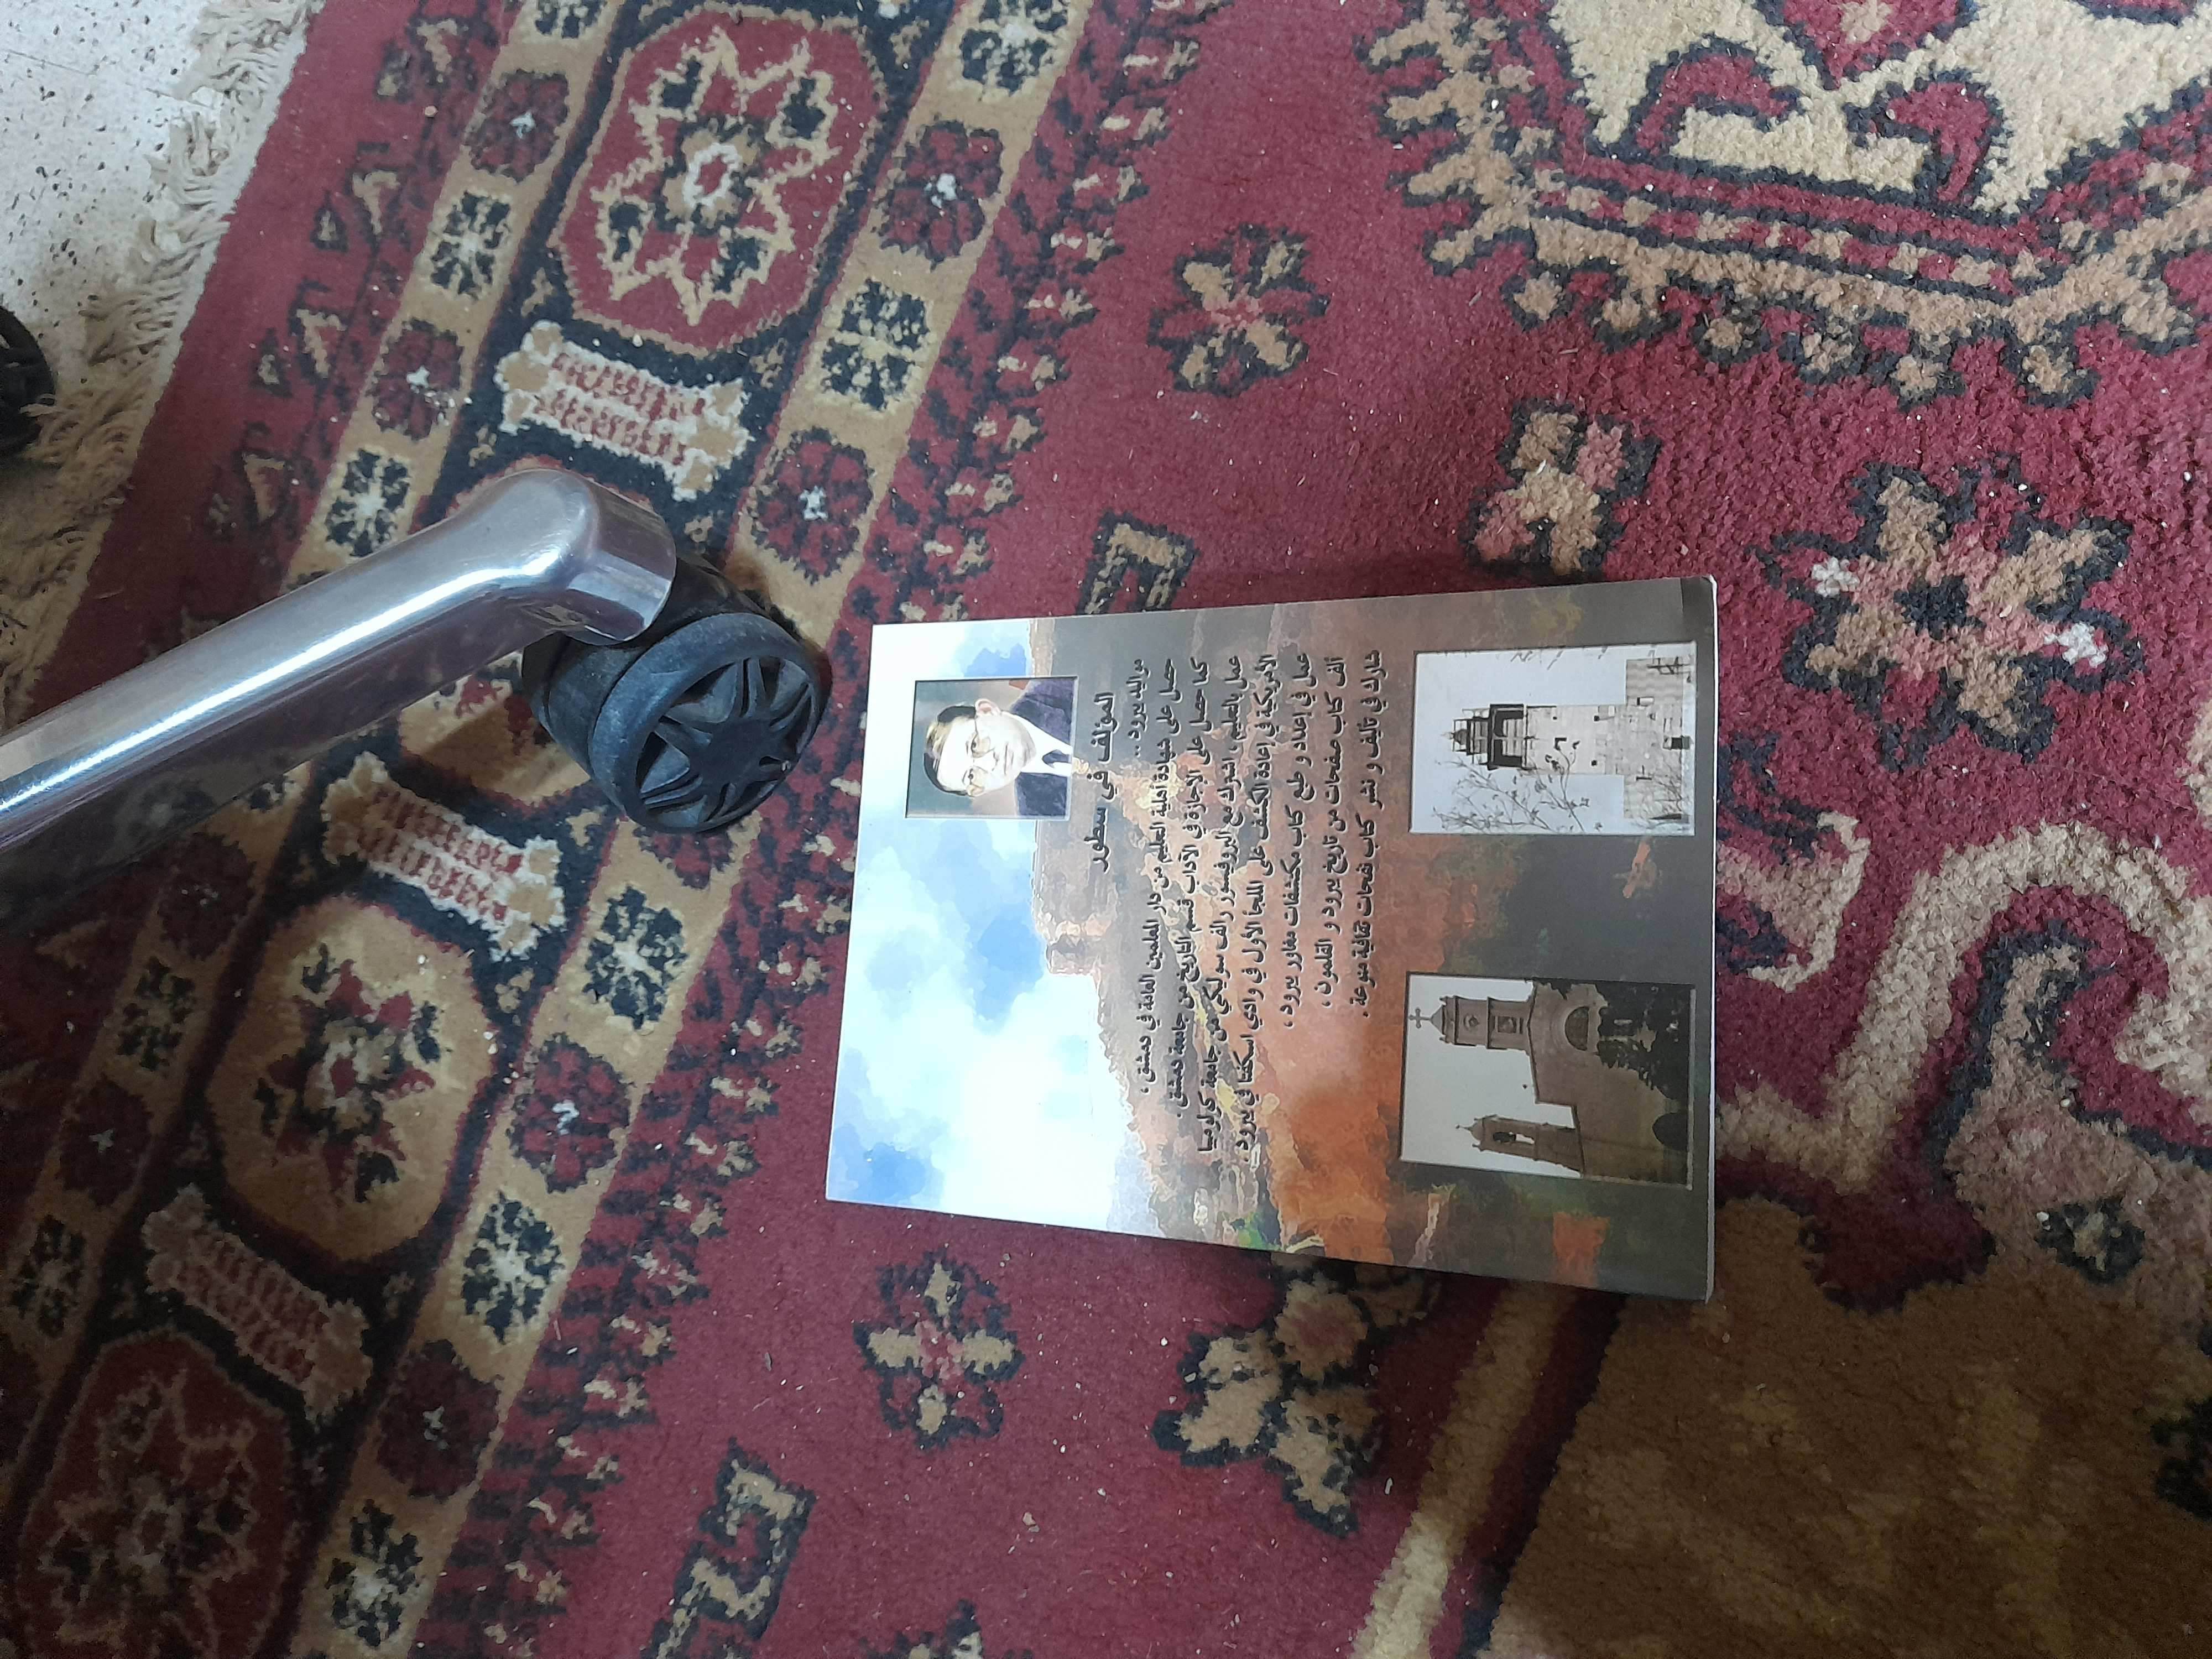 المؤلف في سطور
مواليد يبرود ..
حصل على شهادة أهلية التعليم من دار المعلمين العامة في دمشق ،
كما حصل على الإجازة في الآداب قسم التاريخ من جامعة دمشق .
عمل بالتعليم ، اشترك مع البروفيسور رالف سوليكي من جامعة كولومبيا
الأمريكية في إعادة الكشف على الملجأ الأول في وادي اسكفتا في يبرود .
عمل في إعداد و طبع كتاب مكتشفات مغاور يبرود ،
ألف كتاب صفحات من تاريخ يبرود و القلمون ،
شارك في تأليف و نشر كتاب نفحات ثقافية منوعة .